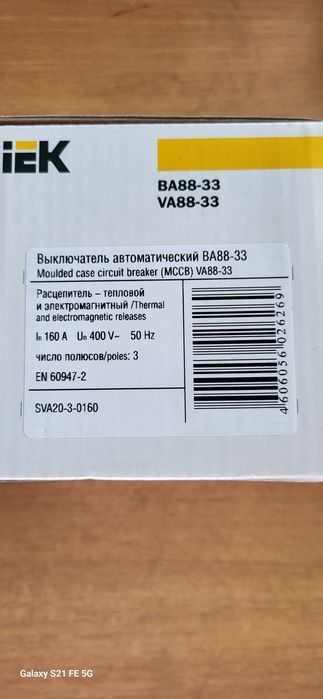 iEK
ВА88-33
VA88-33
Выключатель автоматический ВА88-33
Moulded case circuit breaker (MCCB) VA88-33
Расцепитель – тепловой
и электромагнитный /Thermal
and electromagnetic releases
In 160 A Un 400 V~ 50 Hz
число полюсов/poles: 3
EN 60947-2
SVA20-3-0160
4606056026269
Galaxy S21 FE 5G